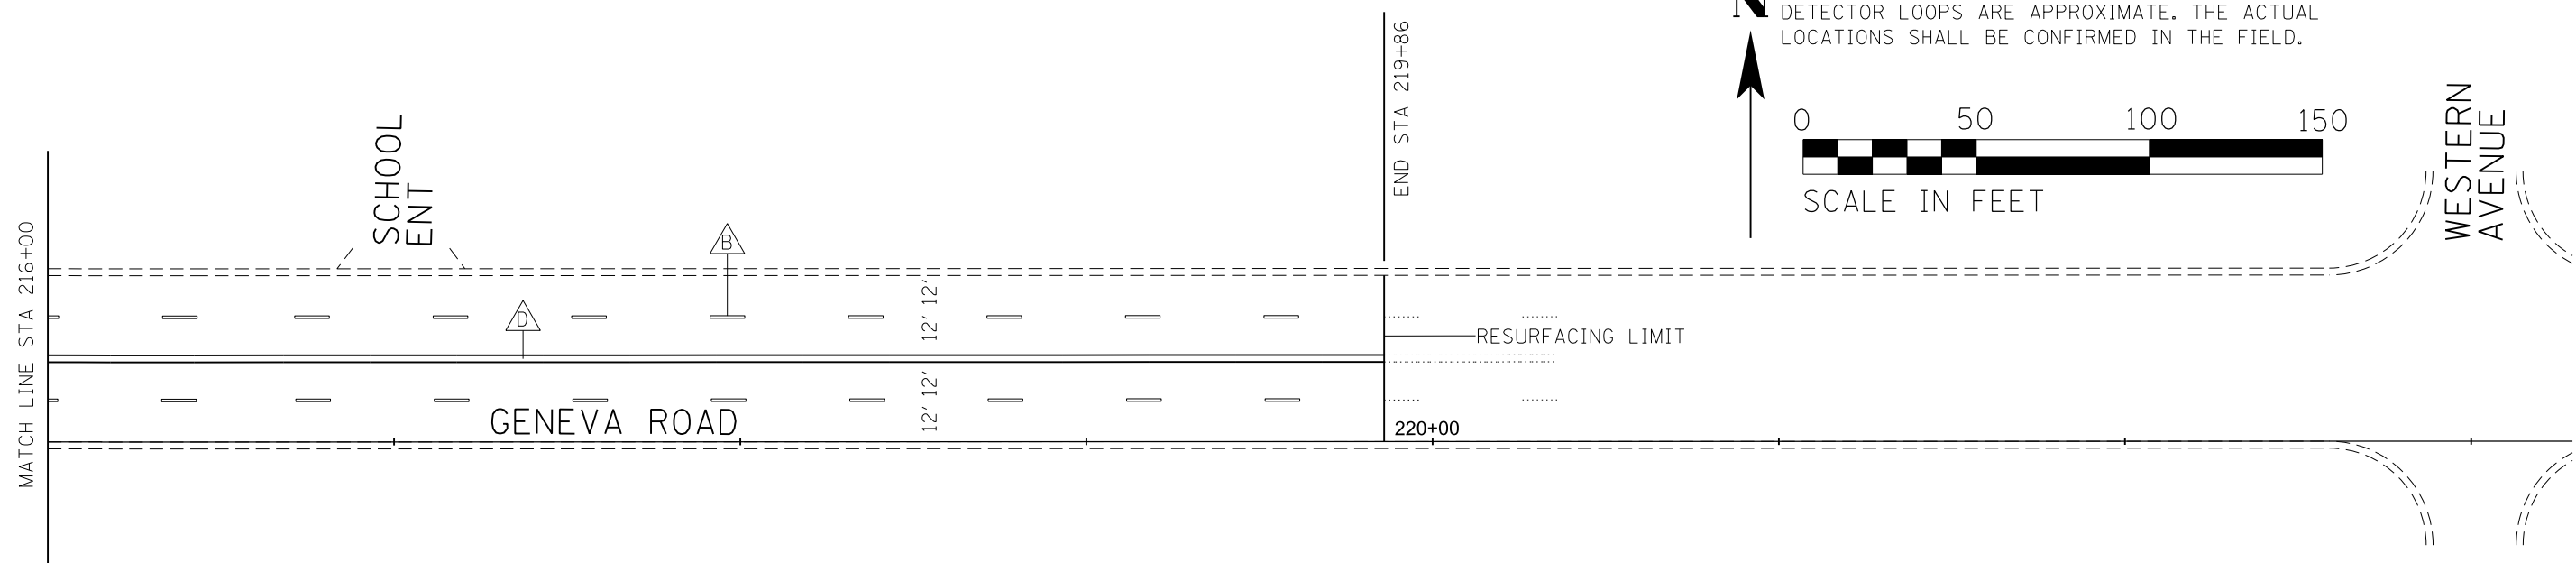 N
DETECTOR LOOPS ARE APPROXIMATE. THE ACTUAL
LOCATIONS SHALL BE CONFIRMED IN THE FIELD.
0 50 100 150
SCALE IN FEET
WESTERN
AVENUE
END STA 219+86
SCHOOL
ENT
MATCH LINE STA 216+00
B
D
12' 12'
12' 12'
RESURFACING LIMIT
GENEVA ROAD
220+00